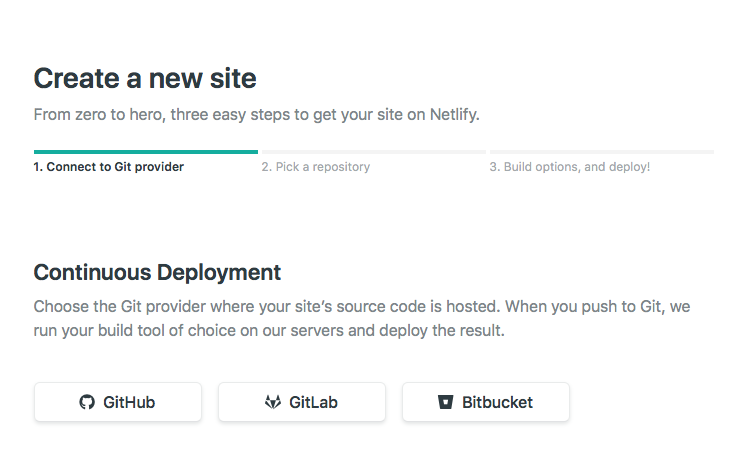 Create a new site
From zero to hero, three easy steps to get your site on Netlify.
1. Connect to Git provider
2. Pick a repository
3. Build options, and deploy!
Continuous Deployment
Choose the Git provider where your site’s source code is hosted. When you push to Git, we
run your build tool of choice on our servers and deploy the result.
GitHub
GitLab
Bitbucket